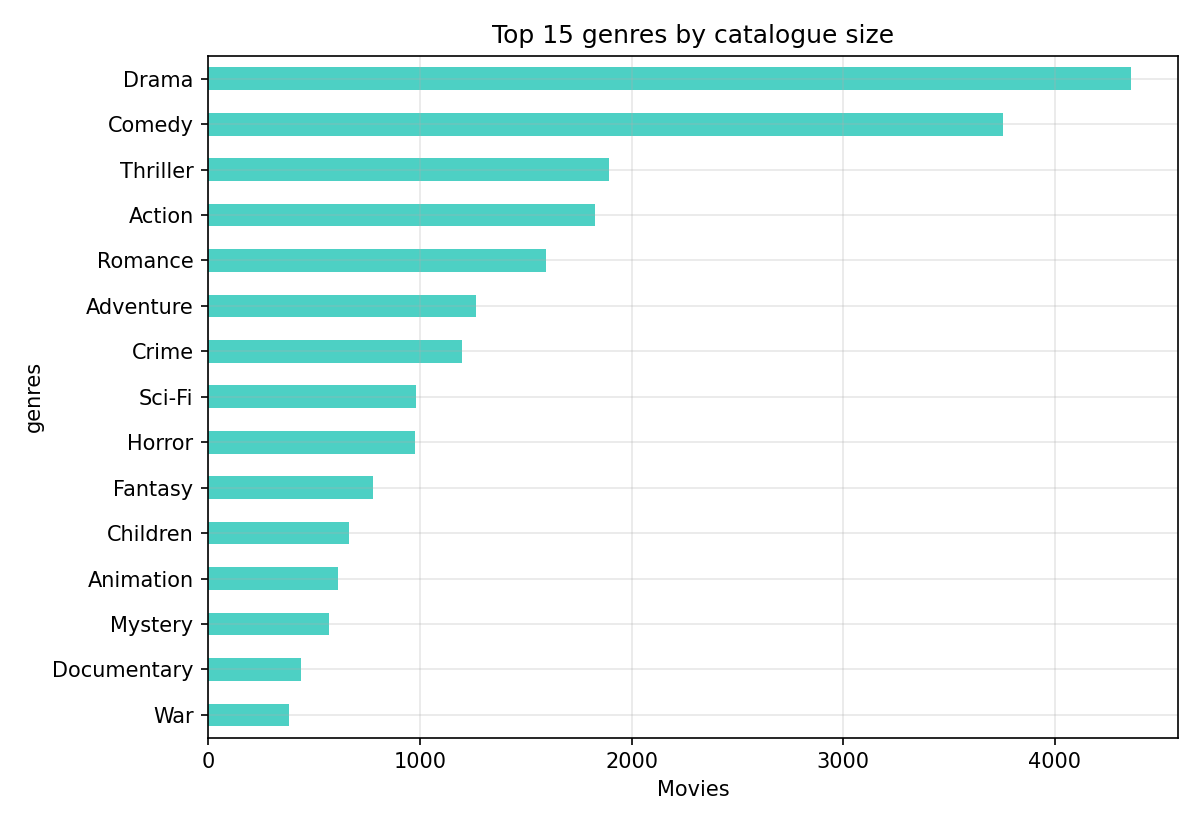 Top 15 genres by catalogue size
genres
Drama
Comedy
Thriller
Action
Romance
Adventure
Crime
Sci-Fi
Horror
Fantasy
Children
Animation
Mystery
Documentary
War
0 1000 2000 3000 4000
Movies